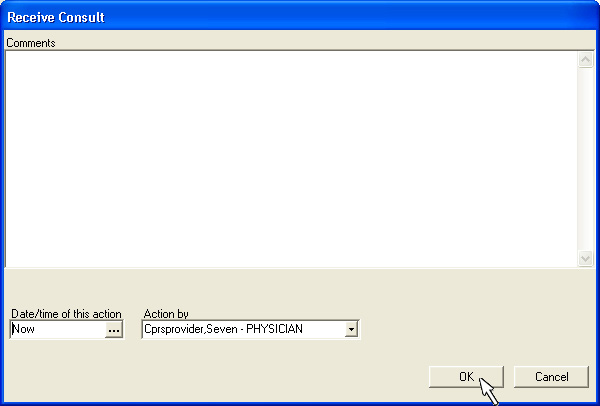 Receive Consult
Comments
Date/time of this action
Action by
Now
...
Cprsprovider,Seven - PHYSICIAN
OK
Cancel